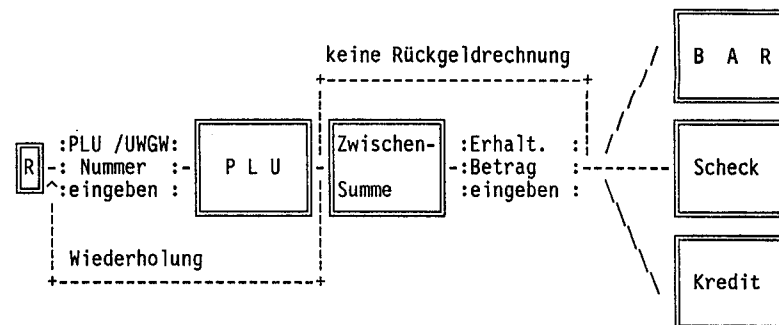 keine Rückgeldrechnung
B A R
:PLU /UWGW: Zwischen- :Erhalt. :
R -: Nummer :- P L U - -:Betrag :------- Scheck
^:eingeben : Summe :eingeben :
Wiederholung
Kredit